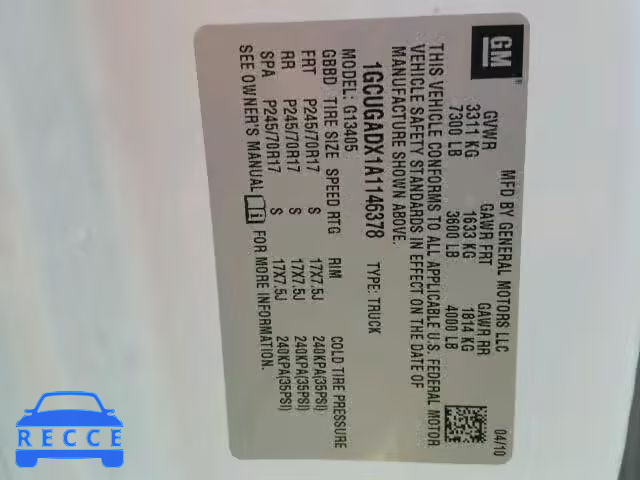 GM
MFD BY GENERAL MOTORS LLC 04/10
GVWR GAWR FRT GAWR RR
3311 KG 1633 KG 1814 KG
7300 LB 3600 LB 4000 LB
THIS VEHICLE CONFORMS TO ALL APPLICABLE U.S. FEDERAL MOTOR
VEHICLE SAFETY STANDARDS IN EFFECT ON THE DATE OF
MANUFACTURE SHOWN ABOVE.
1GCUGADX1A1146378 TYPE: TRUCK
MODEL: G13405
GBBD TIRE SIZE SPEED RTG RIM COLD TIRE PRESSURE
FRT P245/70R17 S 17X7.5J 240KPA(35PSI)
RR P245/70R17 S 17X7.5J 240KPA(35PSI)
SPA P245/70R17 S 17X7.5J 240KPA(35PSI)
SEE OWNER'S MANUAL i FOR MORE INFORMATION.
RECCE